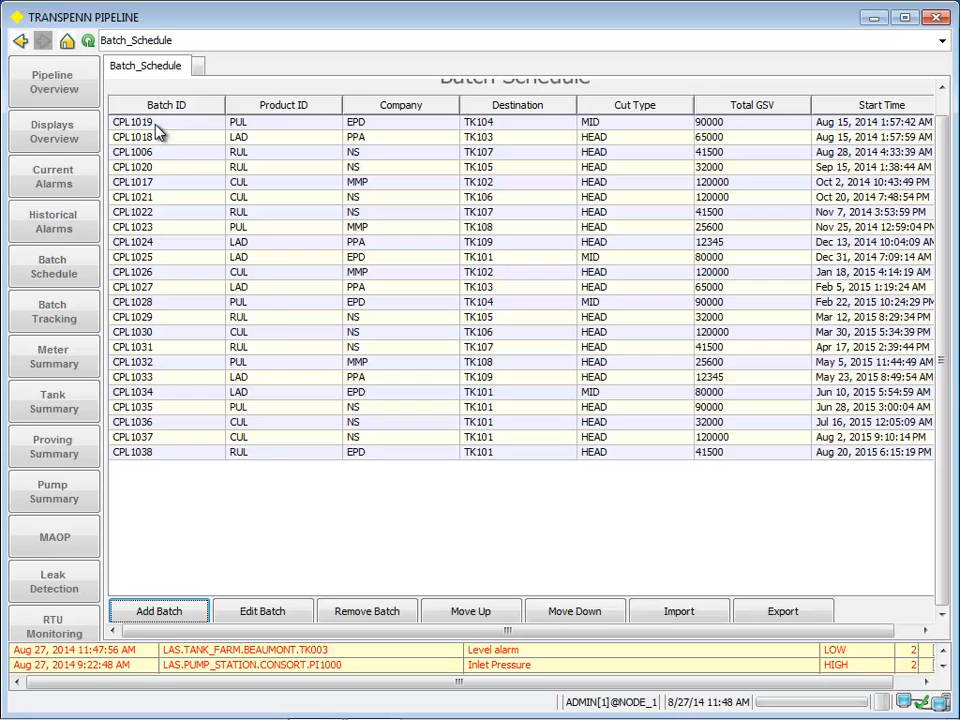 TRANSPENN PIPELINE
Batch_Schedule
Batch_Schedule
Pipeline
Overview
Displays
Overview
Current
Alarms
Historical
Alarms
Batch
Schedule
Batch
Tracking
Meter
Summary
Tank
Summary
Proving
Summary
Pump
Summary
MAOP
Leak
Detection
RTU
Monitoring
Batch Schedule
Batch ID Product ID Company Destination Cut Type Total GSV Start Time
CPL1019 PUL EPD TK104 MID 90000 Aug 15, 2014 1:57:42 AM
CPL1018 LAD PPA TK103 HEAD 65000 Aug 15, 2014 1:57:59 AM
CPL1006 RUL NS TK107 HEAD 41500 Aug 28, 2014 4:33:39 AM
CPL1020 RUL NS TK105 HEAD 32000 Sep 15, 2014 1:38:44 AM
CPL1017 CUL MMP TK102 HEAD 120000 Oct 2, 2014 10:43:49 PM
CPL1021 CUL NS TK106 HEAD 120000 Oct 20, 2014 7:48:54 PM
CPL1022 RUL NS TK107 HEAD 41500 Nov 7, 2014 3:53:59 PM
CPL1023 PUL MMP TK108 HEAD 25600 Nov 25, 2014 12:59:04 PM
CPL1024 LAD PPA TK109 HEAD 12345 Dec 13, 2014 10:04:09 AM
CPL1025 LAD EPD TK101 MID 80000 Dec 31, 2014 7:09:14 AM
CPL1026 CUL MMP TK102 HEAD 120000 Jan 18, 2015 4:14:19 AM
CPL1027 LAD PPA TK103 HEAD 65000 Feb 5, 2015 1:19:24 AM
CPL1028 PUL EPD TK104 MID 90000 Feb 22, 2015 10:24:29 PM
CPL1029 RUL NS TK105 HEAD 32000 Mar 12, 2015 8:29:34 PM
CPL1030 CUL NS TK106 HEAD 120000 Mar 30, 2015 5:34:39 PM
CPL1031 RUL NS TK107 HEAD 41500 Apr 17, 2015 2:39:44 PM
CPL1032 PUL MMP TK108 HEAD 25600 May 5, 2015 11:44:49 AM
CPL1033 LAD PPA TK109 HEAD 12345 May 23, 2015 8:49:54 AM
CPL1034 LAD EPD TK101 MID 80000 Jun 10, 2015 5:54:59 AM
CPL1035 PUL NS TK101 HEAD 90000 Jun 28, 2015 3:00:04 AM
CPL1036 CUL NS TK101 HEAD 32000 Jul 16, 2015 12:05:09 AM
CPL1037 CUL NS TK101 HEAD 120000 Aug 2, 2015 9:10:14 PM
CPL1038 RUL EPD TK101 HEAD 41500 Aug 20, 2015 6:15:19 PM
Add Batch Edit Batch Remove Batch Move Up Move Down Import Export
Aug 27, 2014 11:47:56 AM LAS.TANK_FARM.BEAUMONT.TK003 Level alarm LOW 2
Aug 27, 2014 9:22:48 AM LAS.PUMP_STATION.CONSORT.PI1000 Inlet Pressure HIGH 2
ADMIN[1]@NODE_1 8/27/14 11:48 AM